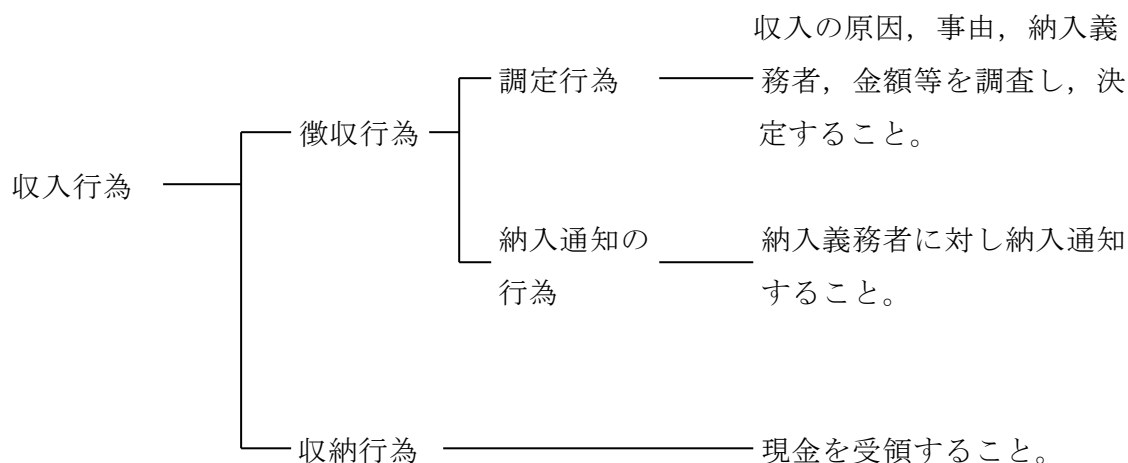 収入の原因，事由，納入義
調定行為
務者，金額等を調査し，決
徴収行為
定すること。
収入行為
納入通知の
納入義務者に対し納入通知
行為
すること。
収納行為
現金を受領すること。